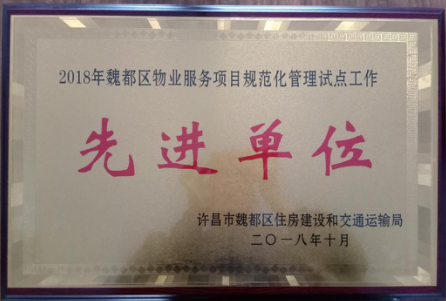 2018年魏都区物业服务项目规范化管理试点工作
先进单位
许昌市魏都区住房建设和交通运输局
二〇一八年十月